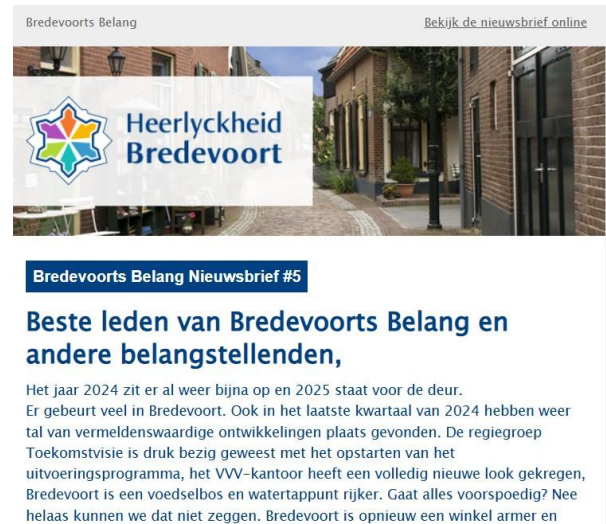 Bredevoorts Belang
Bekijk de nieuwsbrief online
Heerlyckheid
Bredevoort
Bredevoorts Belang Nieuwsbrief #5
Beste leden van Bredevoorts Belang en
andere belangstellenden,
Het jaar 2024 zit er al weer bijna op en 2025 staat voor de deur.
Er gebeurt veel in Bredevoort. Ook in het laatste kwartaal van 2024 hebben weer
tal van vermeldenswaardige ontwikkelingen plaats gevonden. De regiegroep
Toekomstvisie is druk bezig geweest met het opstarten van het
uitvoeringsprogramma, het VVV-kantoor heeft een volledig nieuwe look gekregen,
Bredevoort is een voedselbos en watertappunt rijker. Gaat alles voorspoedig? Nee
helaas kunnen we dat niet zeggen. Bredevoort is opnieuw een winkel armer en